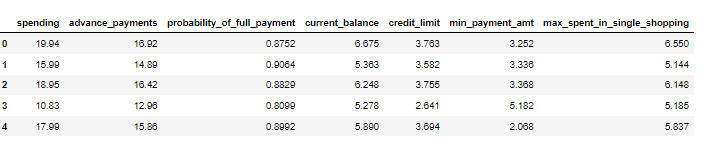 spending advance_payments probability_of_full_payment current_balance credit_limit min_payment_amt max_spent_in_single_shopping
0 19.94 16.92 0.8752 6.675 3.763 3.252 6.550
1 15.99 14.89 0.9064 5.363 3.582 3.336 5.144
2 18.95 16.42 0.8829 6.248 3.755 3.368 6.148
3 10.83 12.96 0.8099 5.278 2.641 5.182 5.185
4 17.99 15.86 0.8992 5.890 3.694 2.068 5.837